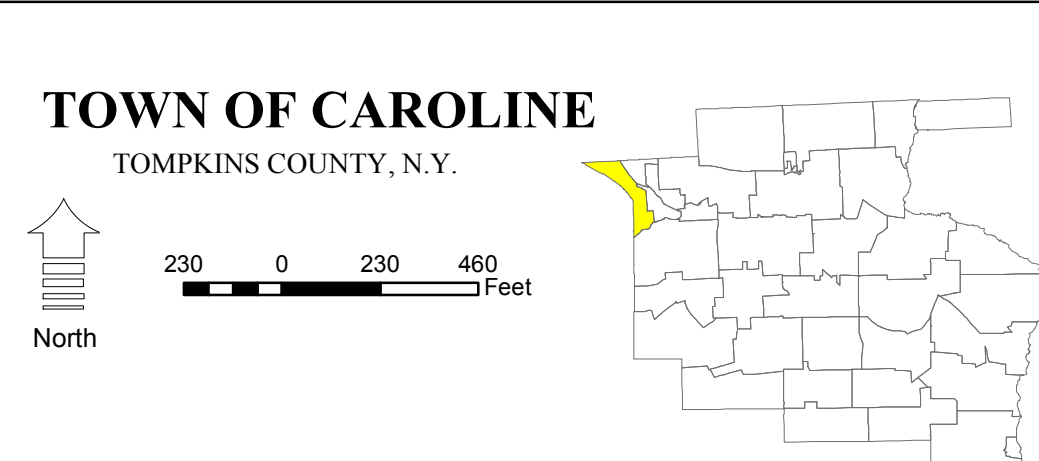 TOWN OF CAROLINE
TOMPKINS COUNTY, N.Y.
230 0 230 460
Feet
North